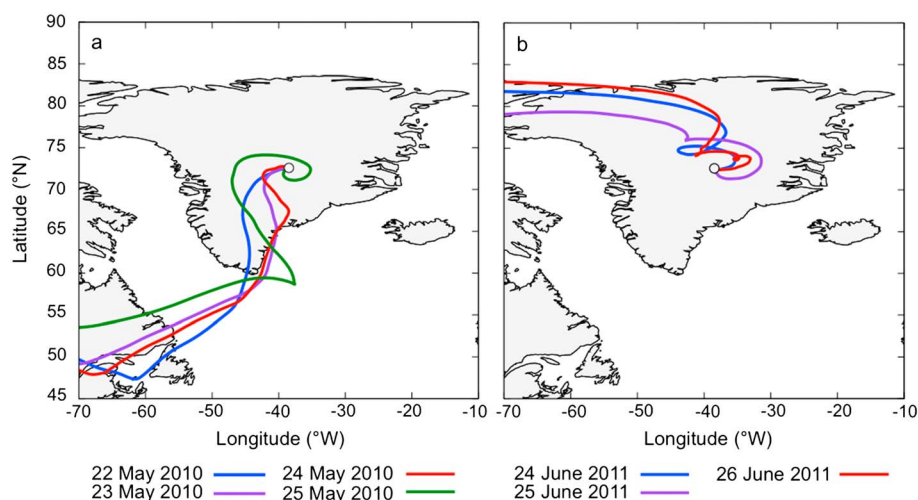 a
b
90
85
80
75
70
65
60
55
50
45
Latitude (°N)
-70 -60 -50 -40 -30 -20 -10
-70 -60 -50 -40 -30 -20 -10
Longitude (°W)
Longitude (°W)
22 May 2010 24 May 2010
23 May 2010 25 May 2010
24 June 2011 26 June 2011
25 June 2011